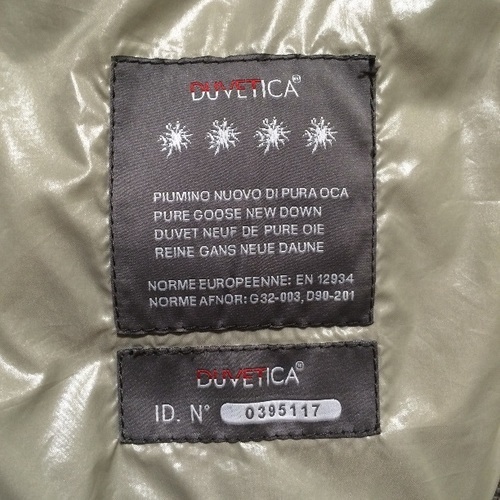 DUVETICA®
PIUMINO NUOVO DI PURA OCA
PURE GOOSE NEW DOWN
DUVET NEUF DE PURE OIE
REINE GANS NEUE DAUNE
NORME EUROPEENNE: EN 12934
NORME AFNOR: G32-003, D90-201
DUVETICA®
ID. N° 0395117